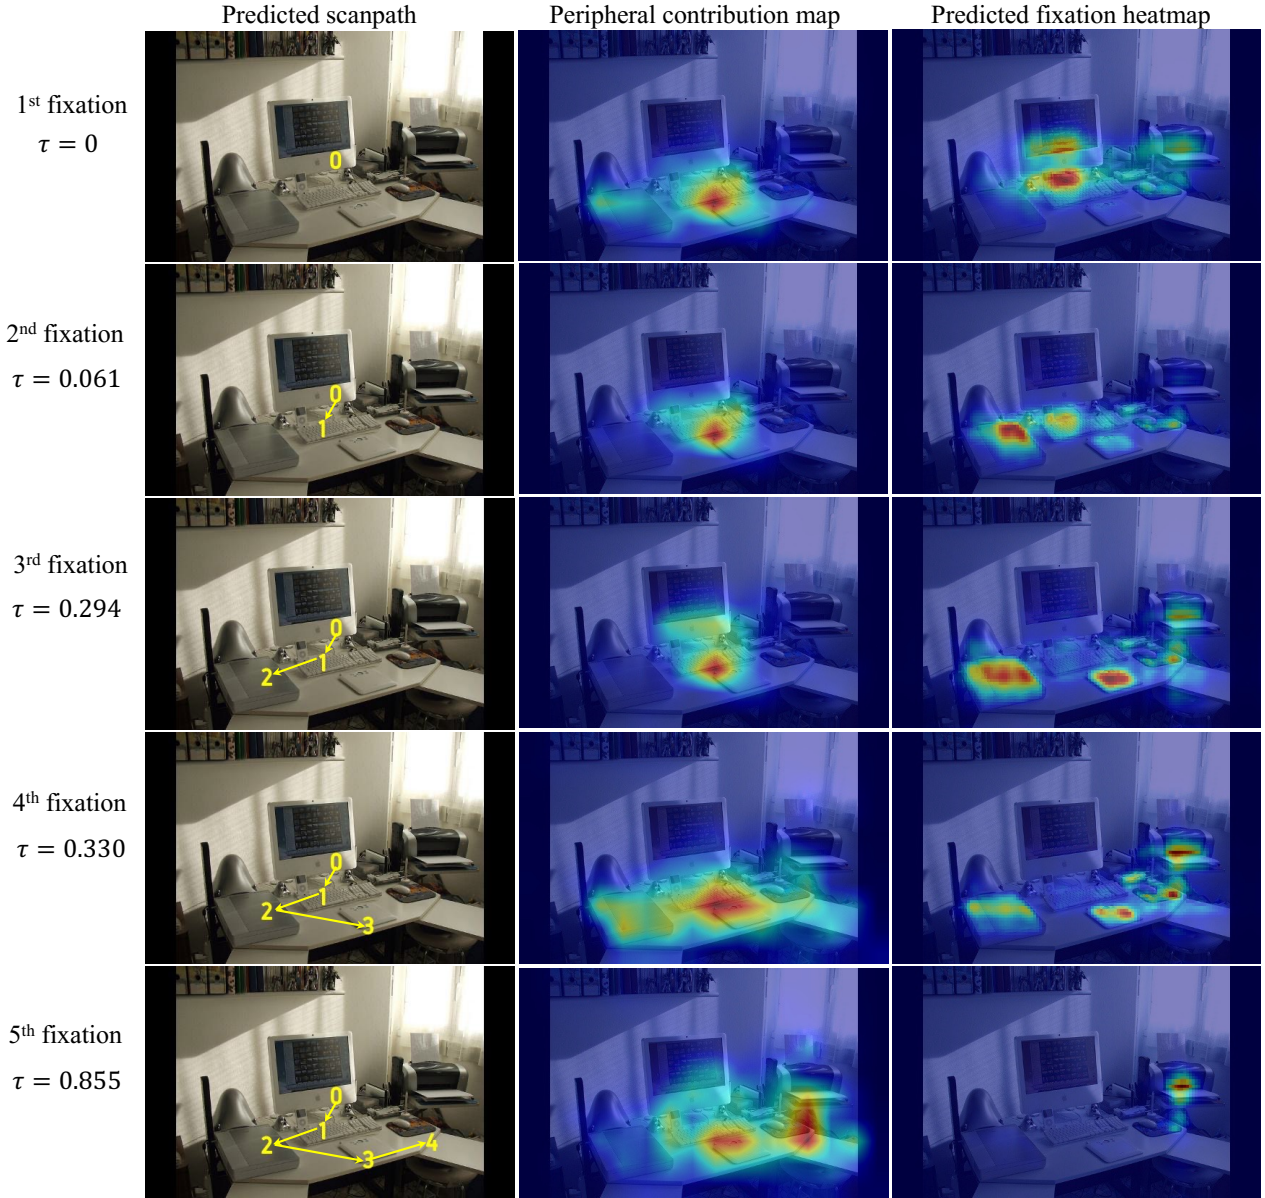 Predicted scanpath Peripheral contribution map Predicted fixation heatmap
1st fixation
τ = 0
0
2nd fixation
τ = 0.061
0
1
3rd fixation
τ = 0.294
0
1
2
4th fixation
τ = 0.330
0
1
2
3
5th fixation
τ = 0.855
0
1
2
3
4